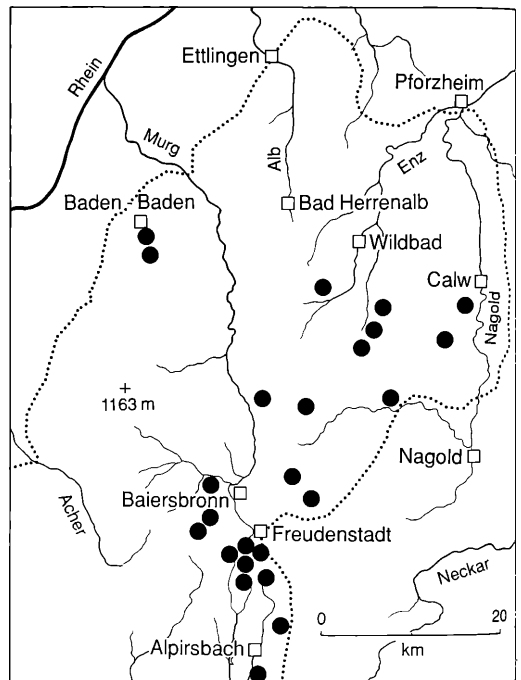 Ettlingen
Pforzheim
Rhein
Murg
Alb
Enz
Baden - Baden
Bad Herrenalb
Wildbad
Calw
Nagold
1163 m
Nagold
Baiersbronn
Acher
Freudenstadt
Neckar
0 20
km
Alpirsbach